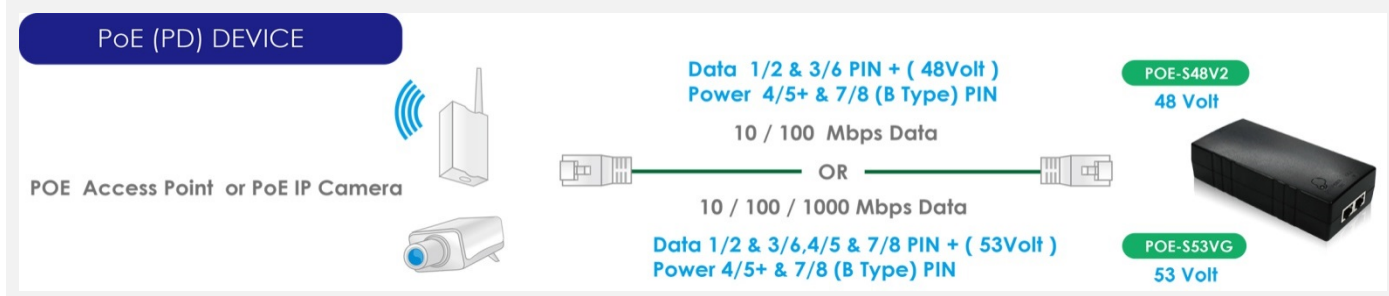 PoE (PD) DEVICE
Data 1/2 & 3/6 PIN + ( 48Volt )
Power 4/5+ & 7/8 (B Type) PIN
POE-S48V2
48 Volt
10 / 100 Mbps Data
POE Access Point or PoE IP Camera
OR
10 / 100 / 1000 Mbps Data
Data 1/2 & 3/6,4/5 & 7/8 PIN + ( 53Volt )
Power 4/5+ & 7/8 (B Type) PIN
POE-S53VG
53 Volt